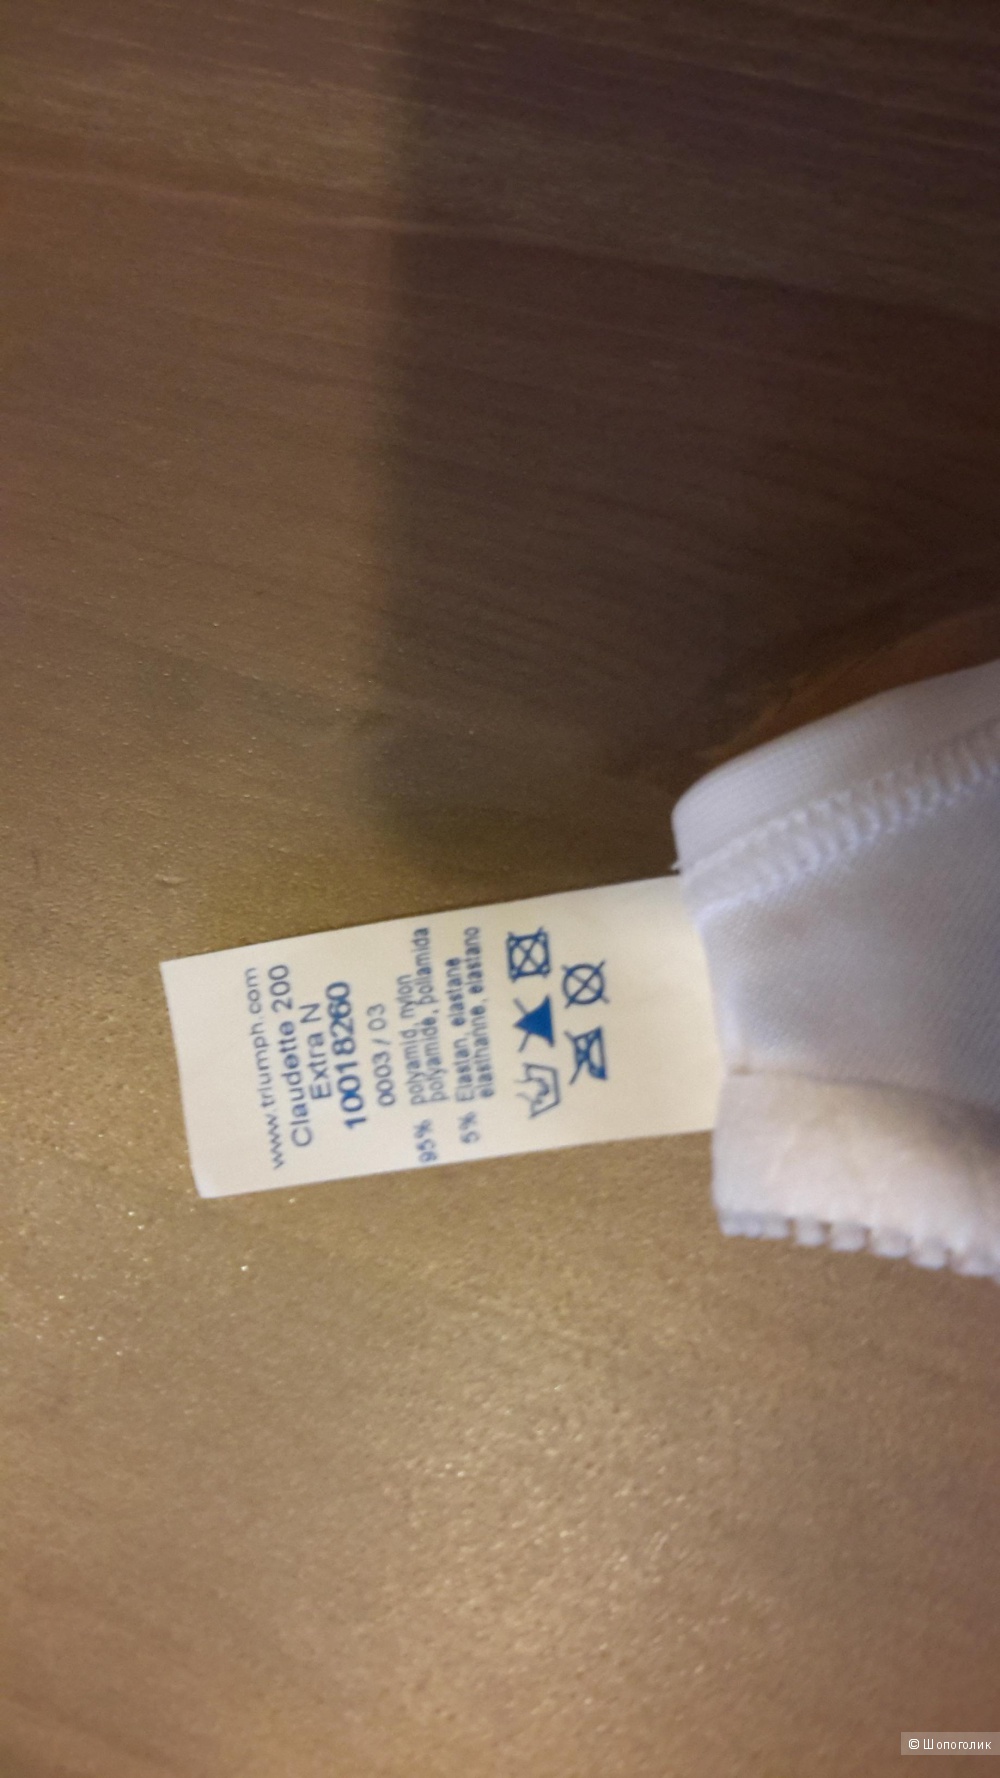 www.triumph.com
Claudette 200
Extra N
10018260
0003 / 03
95% polyamid, nylon
polyamide, poliamida
5% Elastan, elastane
elasthanne, elastano
© Шопоголик